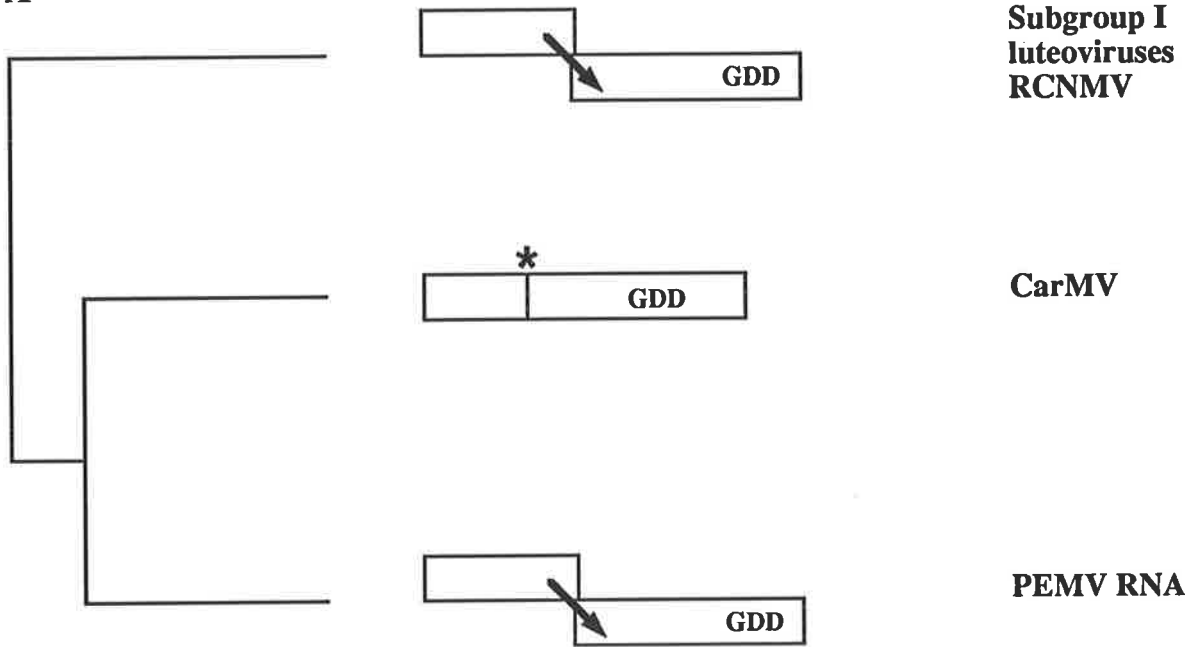 Subgroup I
luteoviruses
RCNMV
GDD
*
CarMV
GDD
PEMV RNA
GDD